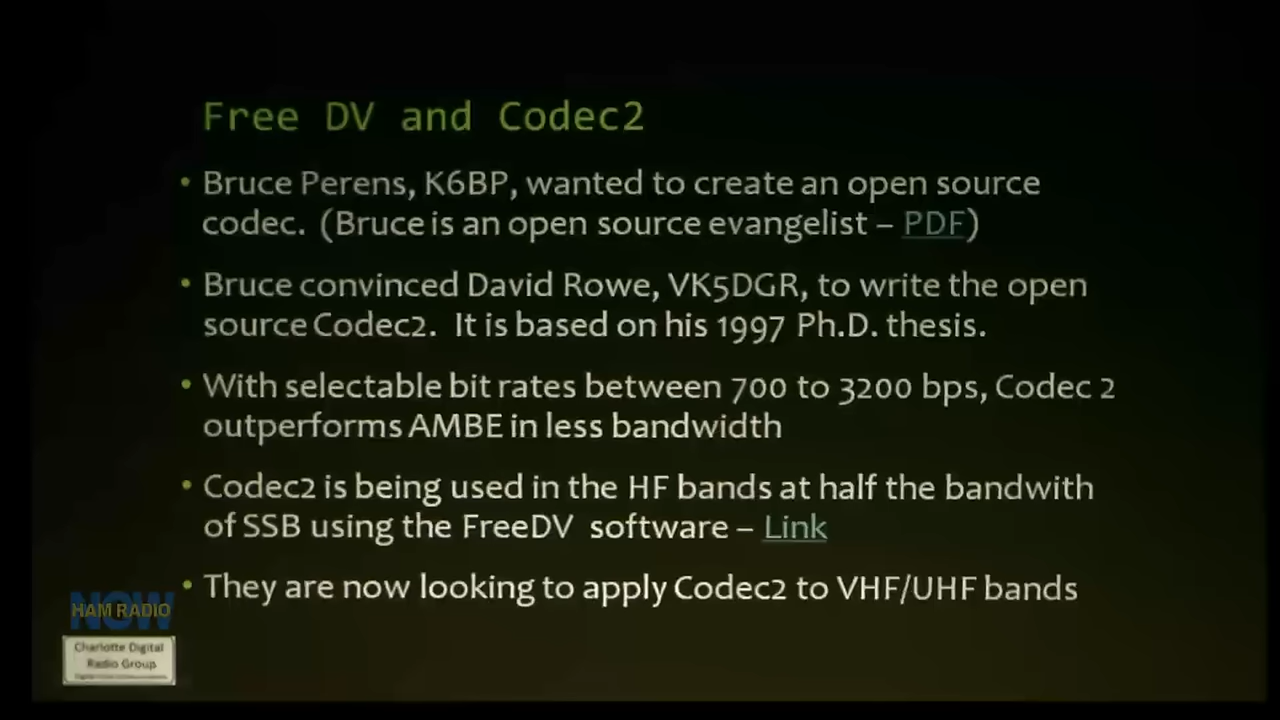 Free DV and Codec2
• Bruce Perens, K6BP, wanted to create an open source
codec. (Bruce is an open source evangelist – PDF)
• Bruce convinced David Rowe, VK5DGR, to write the open
source Codec2. It is based on his 1997 Ph.D. thesis.
• With selectable bit rates between 700 to 3200 bps, Codec 2
outperforms AMBE in less bandwidth
• Codec2 is being used in the HF bands at half the bandwith
of SSB using the FreeDV software – Link
• They are now looking to apply Codec2 to VHF/UHF bands
NOW
HAM RADIO
Charlotte Digital
Radio Group